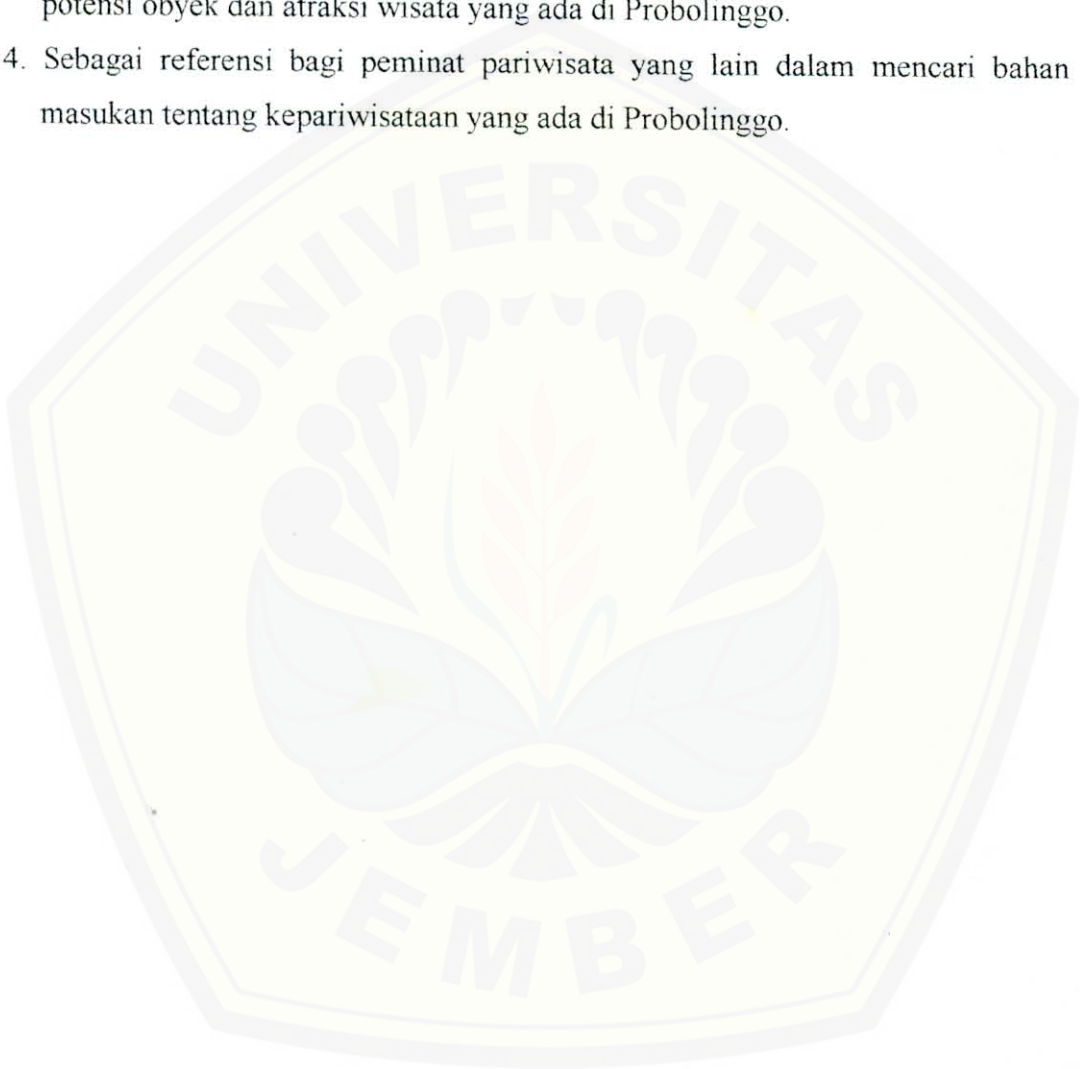 potensi obyek dan atraksi wisata yang ada di Probolinggo.
4. Sebagai referensi bagi peminat pariwisata yang lain dalam mencari bahan
masukan tentang kepariwisataan yang ada di Probolinggo.
UNIVERSITAS
JEMBER